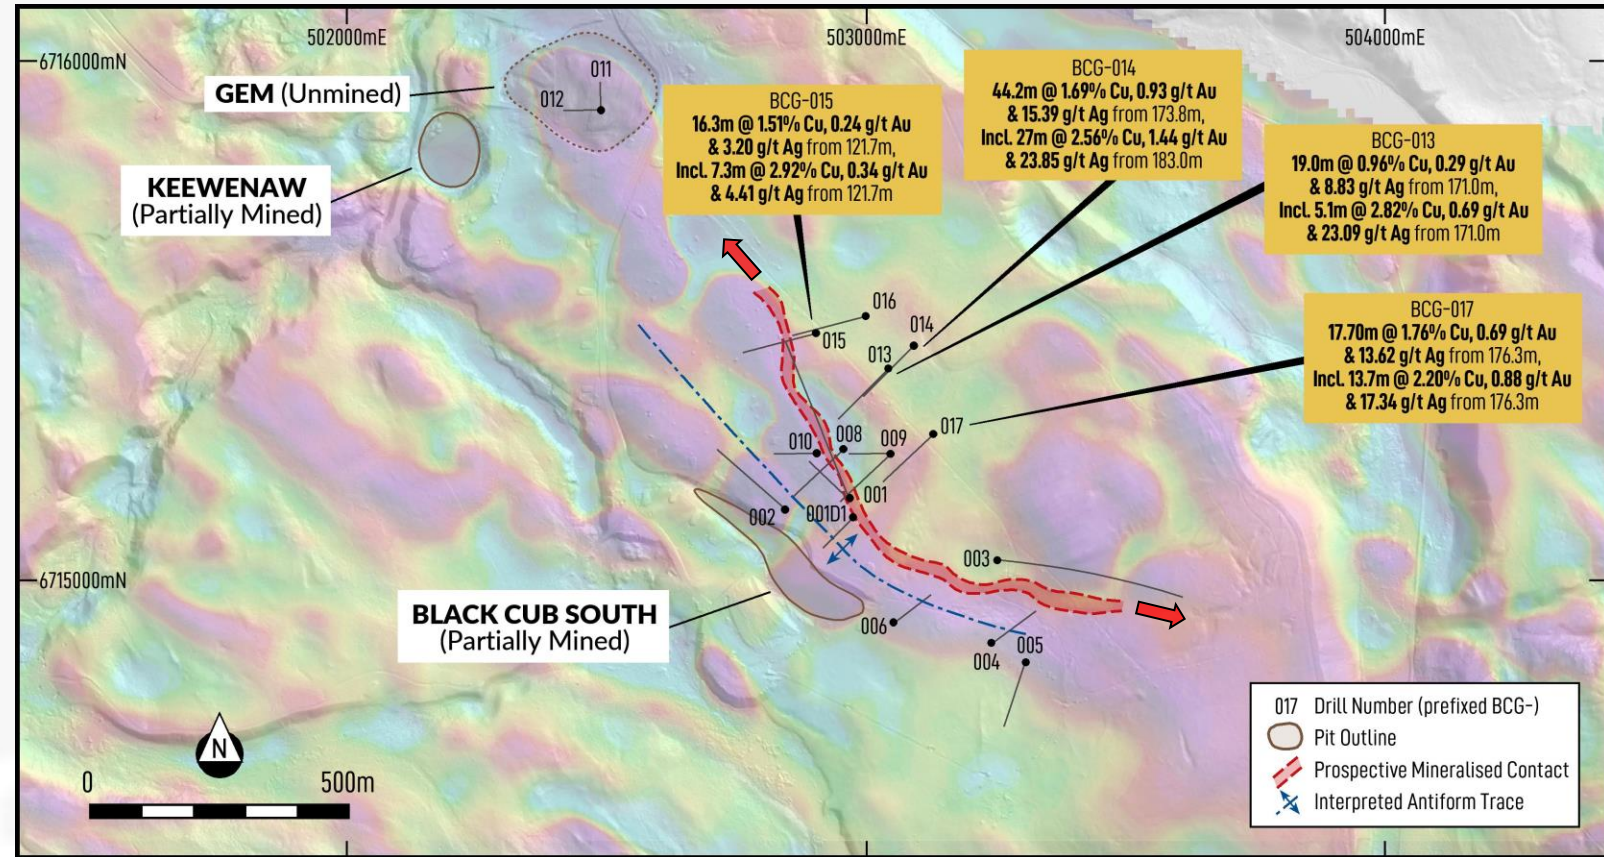 502000mE
503000mE
504000mE
6716000mN
GEM (Unmined)
011
012
KEEWENAW
(Partially Mined)
BCG-015
16.3m @ 1.51% Cu, 0.24 g/t Au
& 3.20 g/t Ag from 121.7m,
Incl. 7.3m @ 2.92% Cu, 0.34 g/t Au
& 4.41 g/t Ag from 121.7m
BCG-014
44.2m @ 1.69% Cu, 0.93 g/t Au
& 15.39 g/t Ag from 173.8m,
Incl. 27m @ 2.56% Cu, 1.44 g/t Au
& 23.85 g/t Ag from 183.0m
BCG-013
19.0m @ 0.96% Cu, 0.29 g/t Au
& 8.83 g/t Ag from 171.0m,
Incl. 5.1m @ 2.82% Cu, 0.69 g/t Au
& 23.09 g/t Ag from 171.0m
BCG-017
17.70m @ 1.76% Cu, 0.69 g/t Au
& 13.62 g/t Ag from 176.3m,
Incl. 13.7m @ 2.20% Cu, 0.88 g/t Au
& 17.34 g/t Ag from 176.3m
016
015
014
013
017
010
008
009
001
002
001D1
003
6715000mN
BLACK CUB SOUTH
(Partially Mined)
006
004
005
N
0
500m
017 Drill Number (prefixed BCG-)
Pit Outline
Prospective Mineralised Contact
Interpreted Antiform Trace